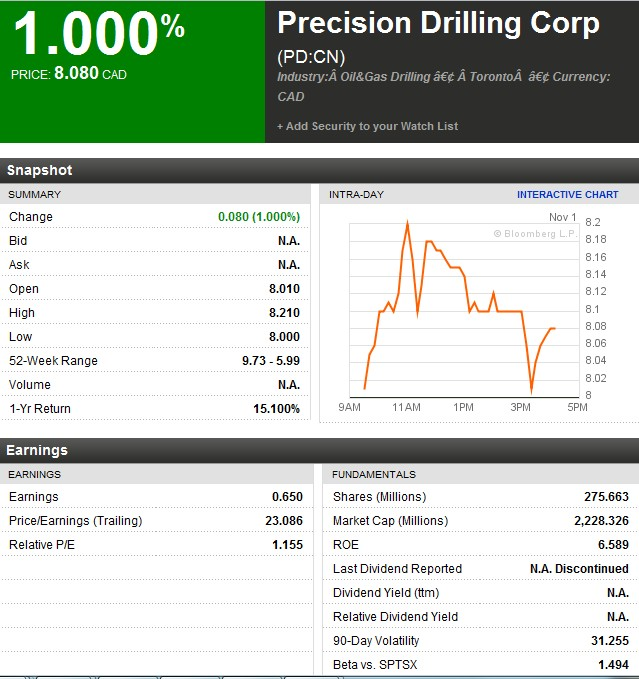 1.000%
PRICE: 8.080 CAD
Precision Drilling Corp
(PD:CN)
Industry:Â Oil&Gas Drilling â€¢ Â TorontoÂ  â€¢ Currency:
CAD
+ Add Security to your Watch List
Snapshot
SUMMARY
Change 0.080 (1.000%)
Bid N.A.
Ask N.A.
Open 8.010
High 8.210
Low 8.000
52-Week Range 9.73 - 5.99
Volume N.A.
1-Yr Return 15.100%
INTRA-DAY INTERACTIVE CHART
Nov 1
© Bloomberg L.P.
8.2
8.18
8.16
8.14
8.12
8.1
8.08
8.06
8.04
8.02
8
9AM 11AM 1PM 3PM 5PM
Earnings
EARNINGS
Earnings 0.650
Price/Earnings (Trailing) 23.086
Relative P/E 1.155
FUNDAMENTALS
Shares (Millions) 275.663
Market Cap (Millions) 2,228.326
ROE 6.589
Last Dividend Reported N.A. Discontinued
Dividend Yield (ttm) N.A.
Relative Dividend Yield N.A.
90-Day Volatility 31.255
Beta vs. SPTSX 1.494